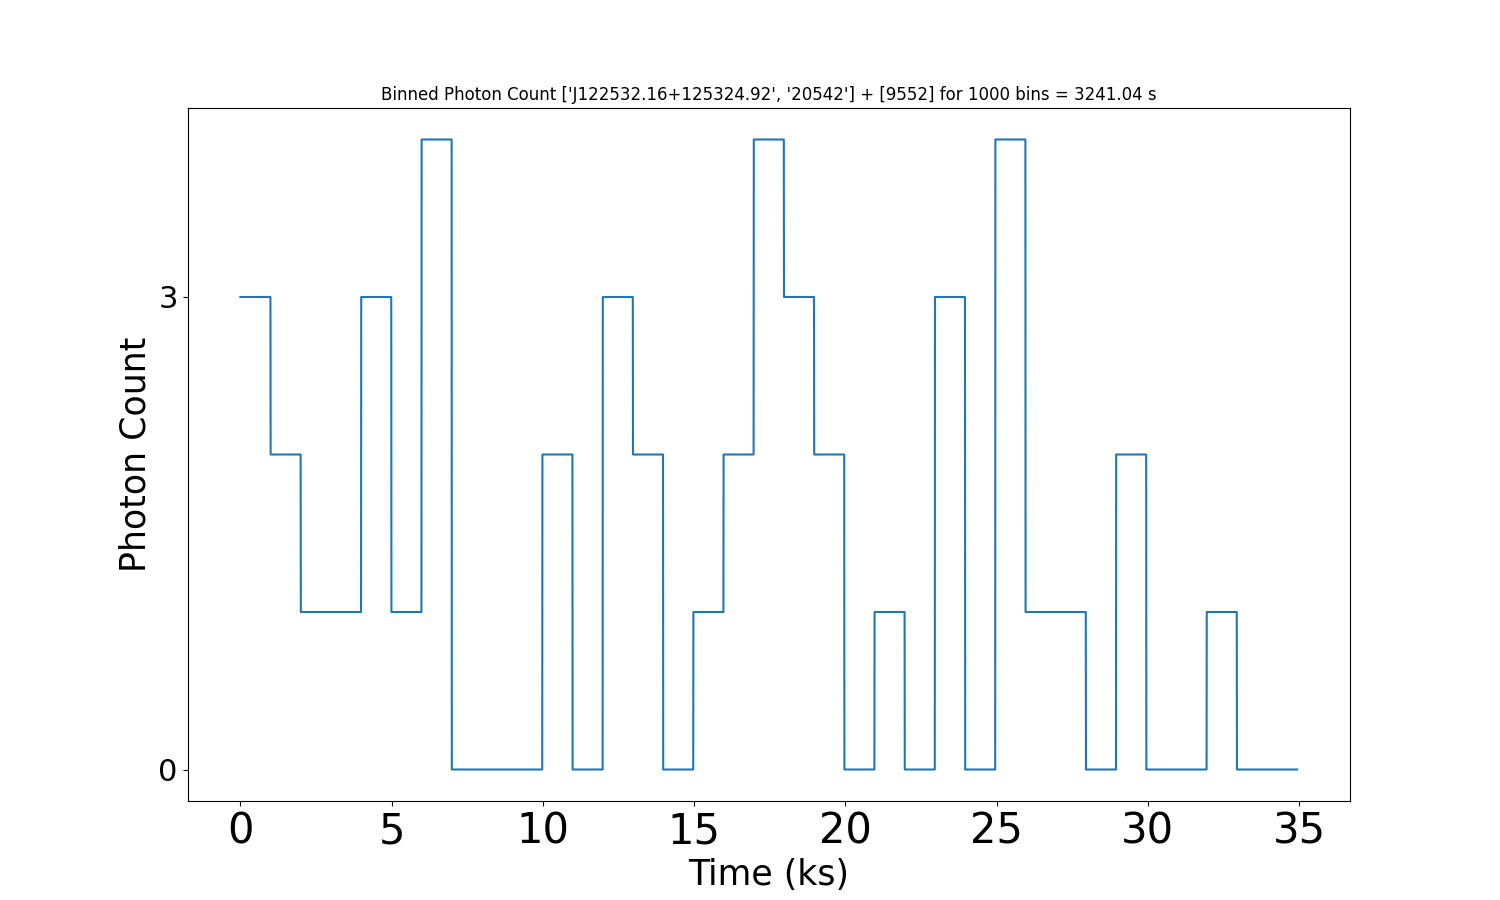 Binned Photon Count ['J122532.16+125324.92', '20542'] + [9552] for 1000 bins = 3241.04 s
3
0
Photon Count
0 5 10 15 20 25 30 35
Time (ks)